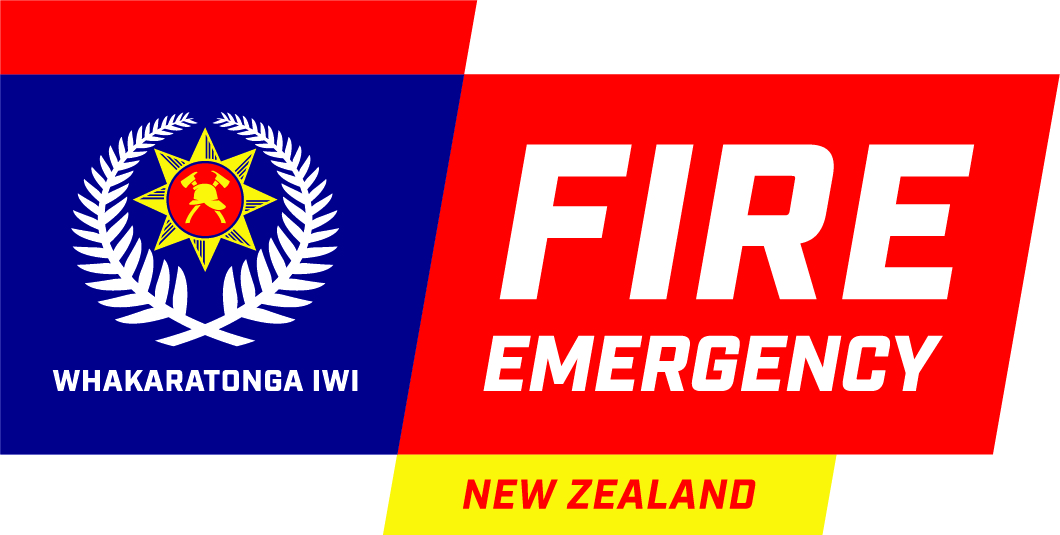 WHAKARATONGA IWI
FIRE
EMERGENCY
NEW ZEALAND